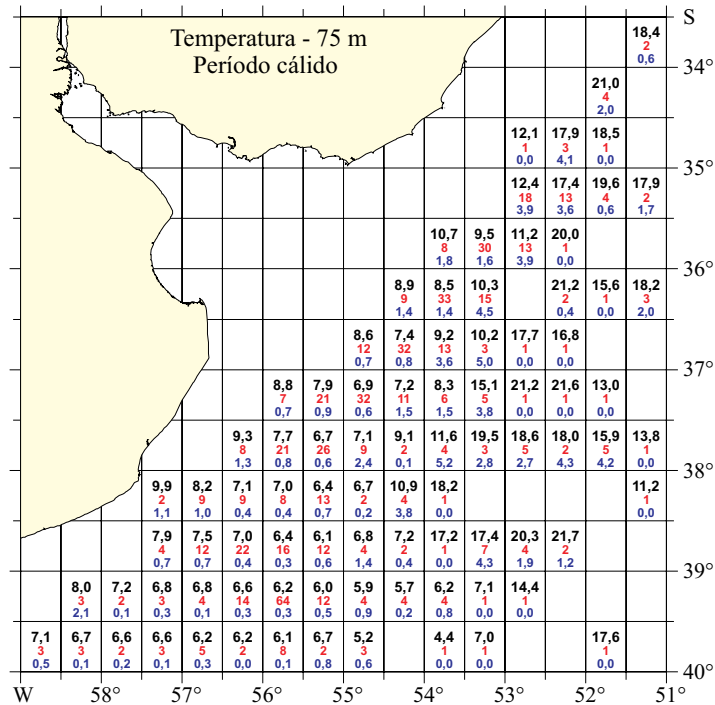 Temperatura - 75 m
Período cálido
S
18,4
2
0,6
34°
21,0
4
2,0
12,1 17,9 18,5
1 3 1
0,0 4,1 0,0
35°
12,4 17,4 19,6 17,9
18 13 4 2
3,9 3,6 0,6 1,7
10,7 9,5 11,2 20,0
8 30 13 1
1,8 1,6 3,9 0,0
36°
8,9 8,5 10,3 21,2 15,6 18,2
9 33 15 2 1 3
1,4 1,4 4,5 0,4 0,0 2,0
8,6 7,4 9,2 10,2 17,7 16,8
12 32 13 3 1 1
0,7 0,8 3,6 5,0 0,0 0,0
37°
8,8 7,9 6,9 7,2 8,3 15,1 21,2 21,6 13,0
7 21 32 11 6 5 1 1 1
0,7 0,9 0,6 1,5 1,5 3,8 0,0 0,0 0,0
9,3 7,7 6,7 7,1 9,1 11,6 19,5 18,6 18,0 15,9 13,8
8 21 26 9 2 4 3 5 2 5 1
1,3 0,8 0,6 2,4 0,1 5,2 2,8 2,7 4,3 4,2 0,0
38°
9,9 8,2 7,1 7,0 6,4 6,7 10,9 18,2 11,2
2 9 9 8 13 2 4 1 1
1,1 1,0 0,4 0,4 0,7 0,2 3,8 0,0 0,0
7,9 7,5 7,0 6,4 6,1 6,8 7,2 17,2 17,4 20,3 21,7
4 12 22 16 12 4 2 1 7 4 2
0,7 0,7 0,4 0,3 0,6 1,4 0,4 0,0 4,3 1,9 1,2
39°
8,0 7,2 6,8 6,8 6,6 6,2 6,0 5,9 5,7 6,2 7,1 14,4
3 2 3 4 14 64 12 4 4 4 1 1
2,1 0,1 0,3 0,1 0,3 0,3 0,5 0,9 0,2 0,8 0,0 0,0
7,1 6,7 6,6 6,6 6,2 6,2 6,1 6,7 5,2 4,4 7,0 17,6
3 3 2 3 5 2 8 2 3 1 1 1
0,5 0,1 0,2 0,1 0,3 0,0 0,1 0,8 0,6 0,0 0,0 0,0
40°
W 58° 57° 56° 55° 54° 53° 52° 51°